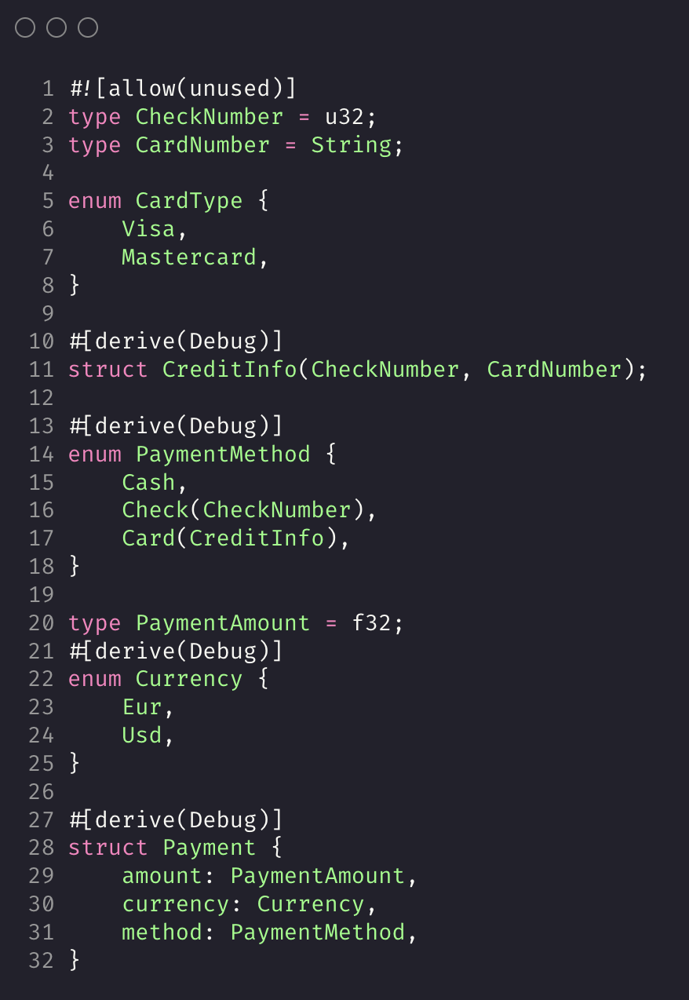 1 #![allow(unused)]
2 type CheckNumber = u32;
3 type CardNumber = String;
4
5 enum CardType {
6     Visa,
7     Mastercard,
8 }
9
10 #[derive(Debug)]
11 struct CreditInfo(CheckNumber, CardNumber);
12
13 #[derive(Debug)]
14 enum PaymentMethod {
15     Cash,
16     Check(CheckNumber),
17     Card(CreditInfo),
18 }
19
20 type PaymentAmount = f32;
21 #[derive(Debug)]
22 enum Currency {
23     Eur,
24     Usd,
25 }
26
27 #[derive(Debug)]
28 struct Payment {
29     amount: PaymentAmount,
30     currency: Currency,
31     method: PaymentMethod,
32 }